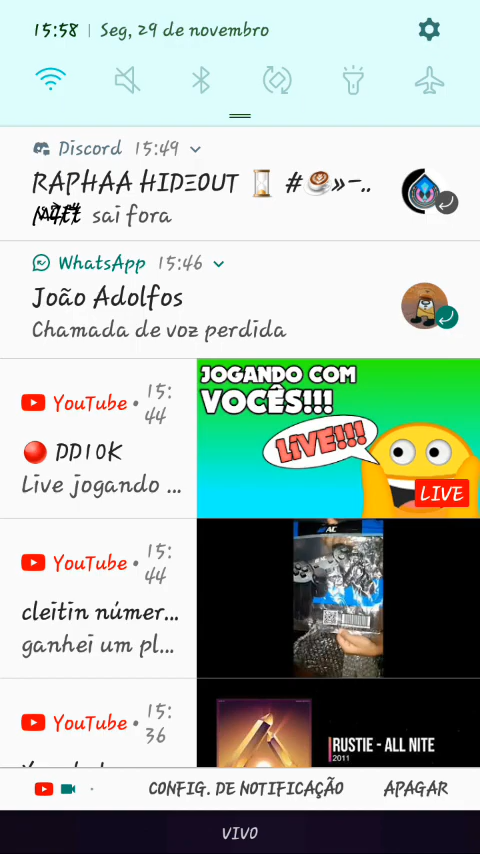 15:58 | Seg, 29 de novembro
Discord 15:49
RAPHAA HIDEOUT ⏳ #☕»-..
sai fora
WhatsApp 15:46
João Adolfos
Chamada de voz perdida
YouTube • 15:44
🔴 DD10K
Live jogando ...
JOGANDO COM
VOCÊS!!!
LIVE!!!
LIVE
YouTube • 15:44
cleitin númer...
ganhei um pl...
AC
YouTube • 15:36
RUSTIE - ALL NITE
2011
CONFIG. DE NOTIFICAÇÃO APAGAR
VIVO